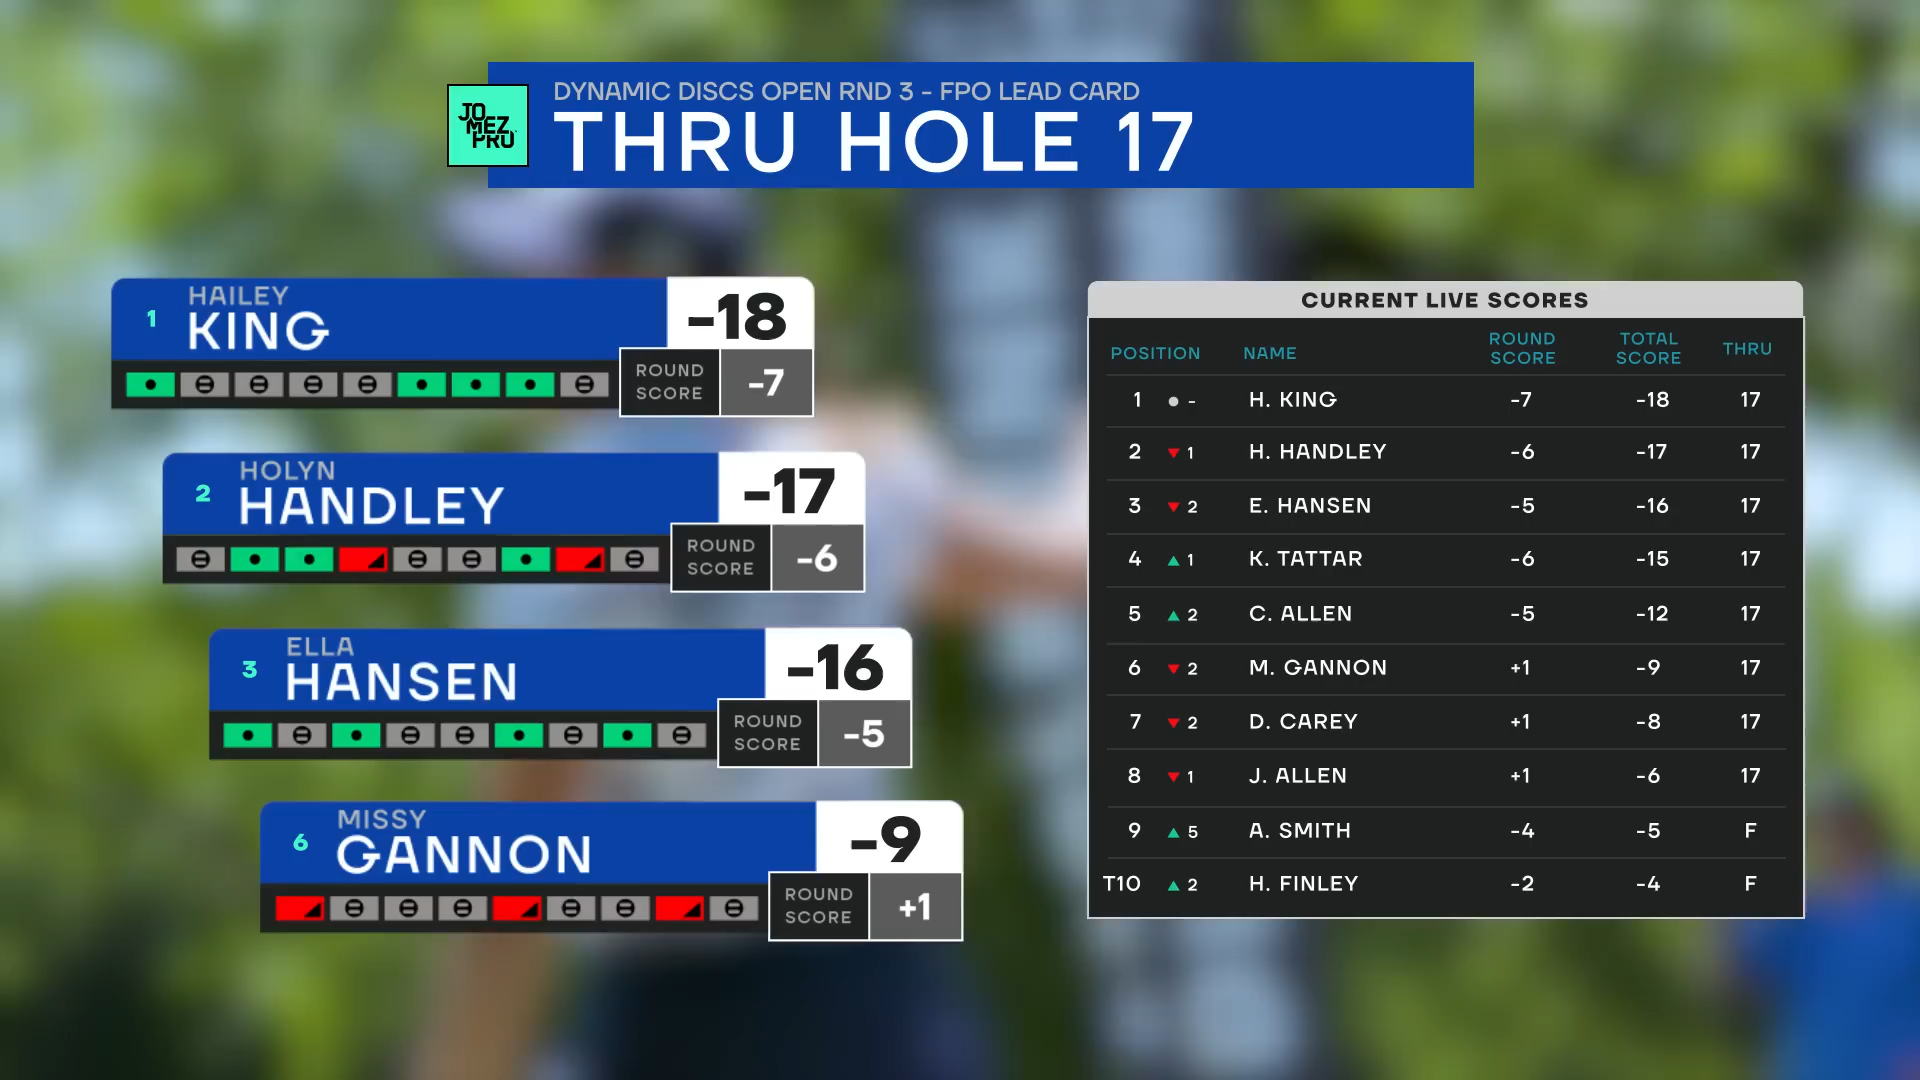 DYNAMIC DISCS OPEN RND 3 - FPO LEAD CARD
JO
MEZ
PRO
THRU HOLE 17
1
HAILEY
KING
-18
ROUND
SCORE
-7
2
HOLYN
HANDLEY
-17
ROUND
SCORE
-6
3
ELLA
HANSEN
-16
ROUND
SCORE
-5
6
MISSY
GANNON
-9
ROUND
SCORE
+1
CURRENT LIVE SCORES
POSITION NAME ROUND SCORE TOTAL SCORE THRU
1 - H. KING -7 -18 17
2 1 H. HANDLEY -6 -17 17
3 2 E. HANSEN -5 -16 17
4 1 K. TATTAR -6 -15 17
5 2 C. ALLEN -5 -12 17
6 2 M. GANNON +1 -9 17
7 2 D. CAREY +1 -8 17
8 1 J. ALLEN +1 -6 17
9 5 A. SMITH -4 -5 F
T10 2 H. FINLEY -2 -4 F